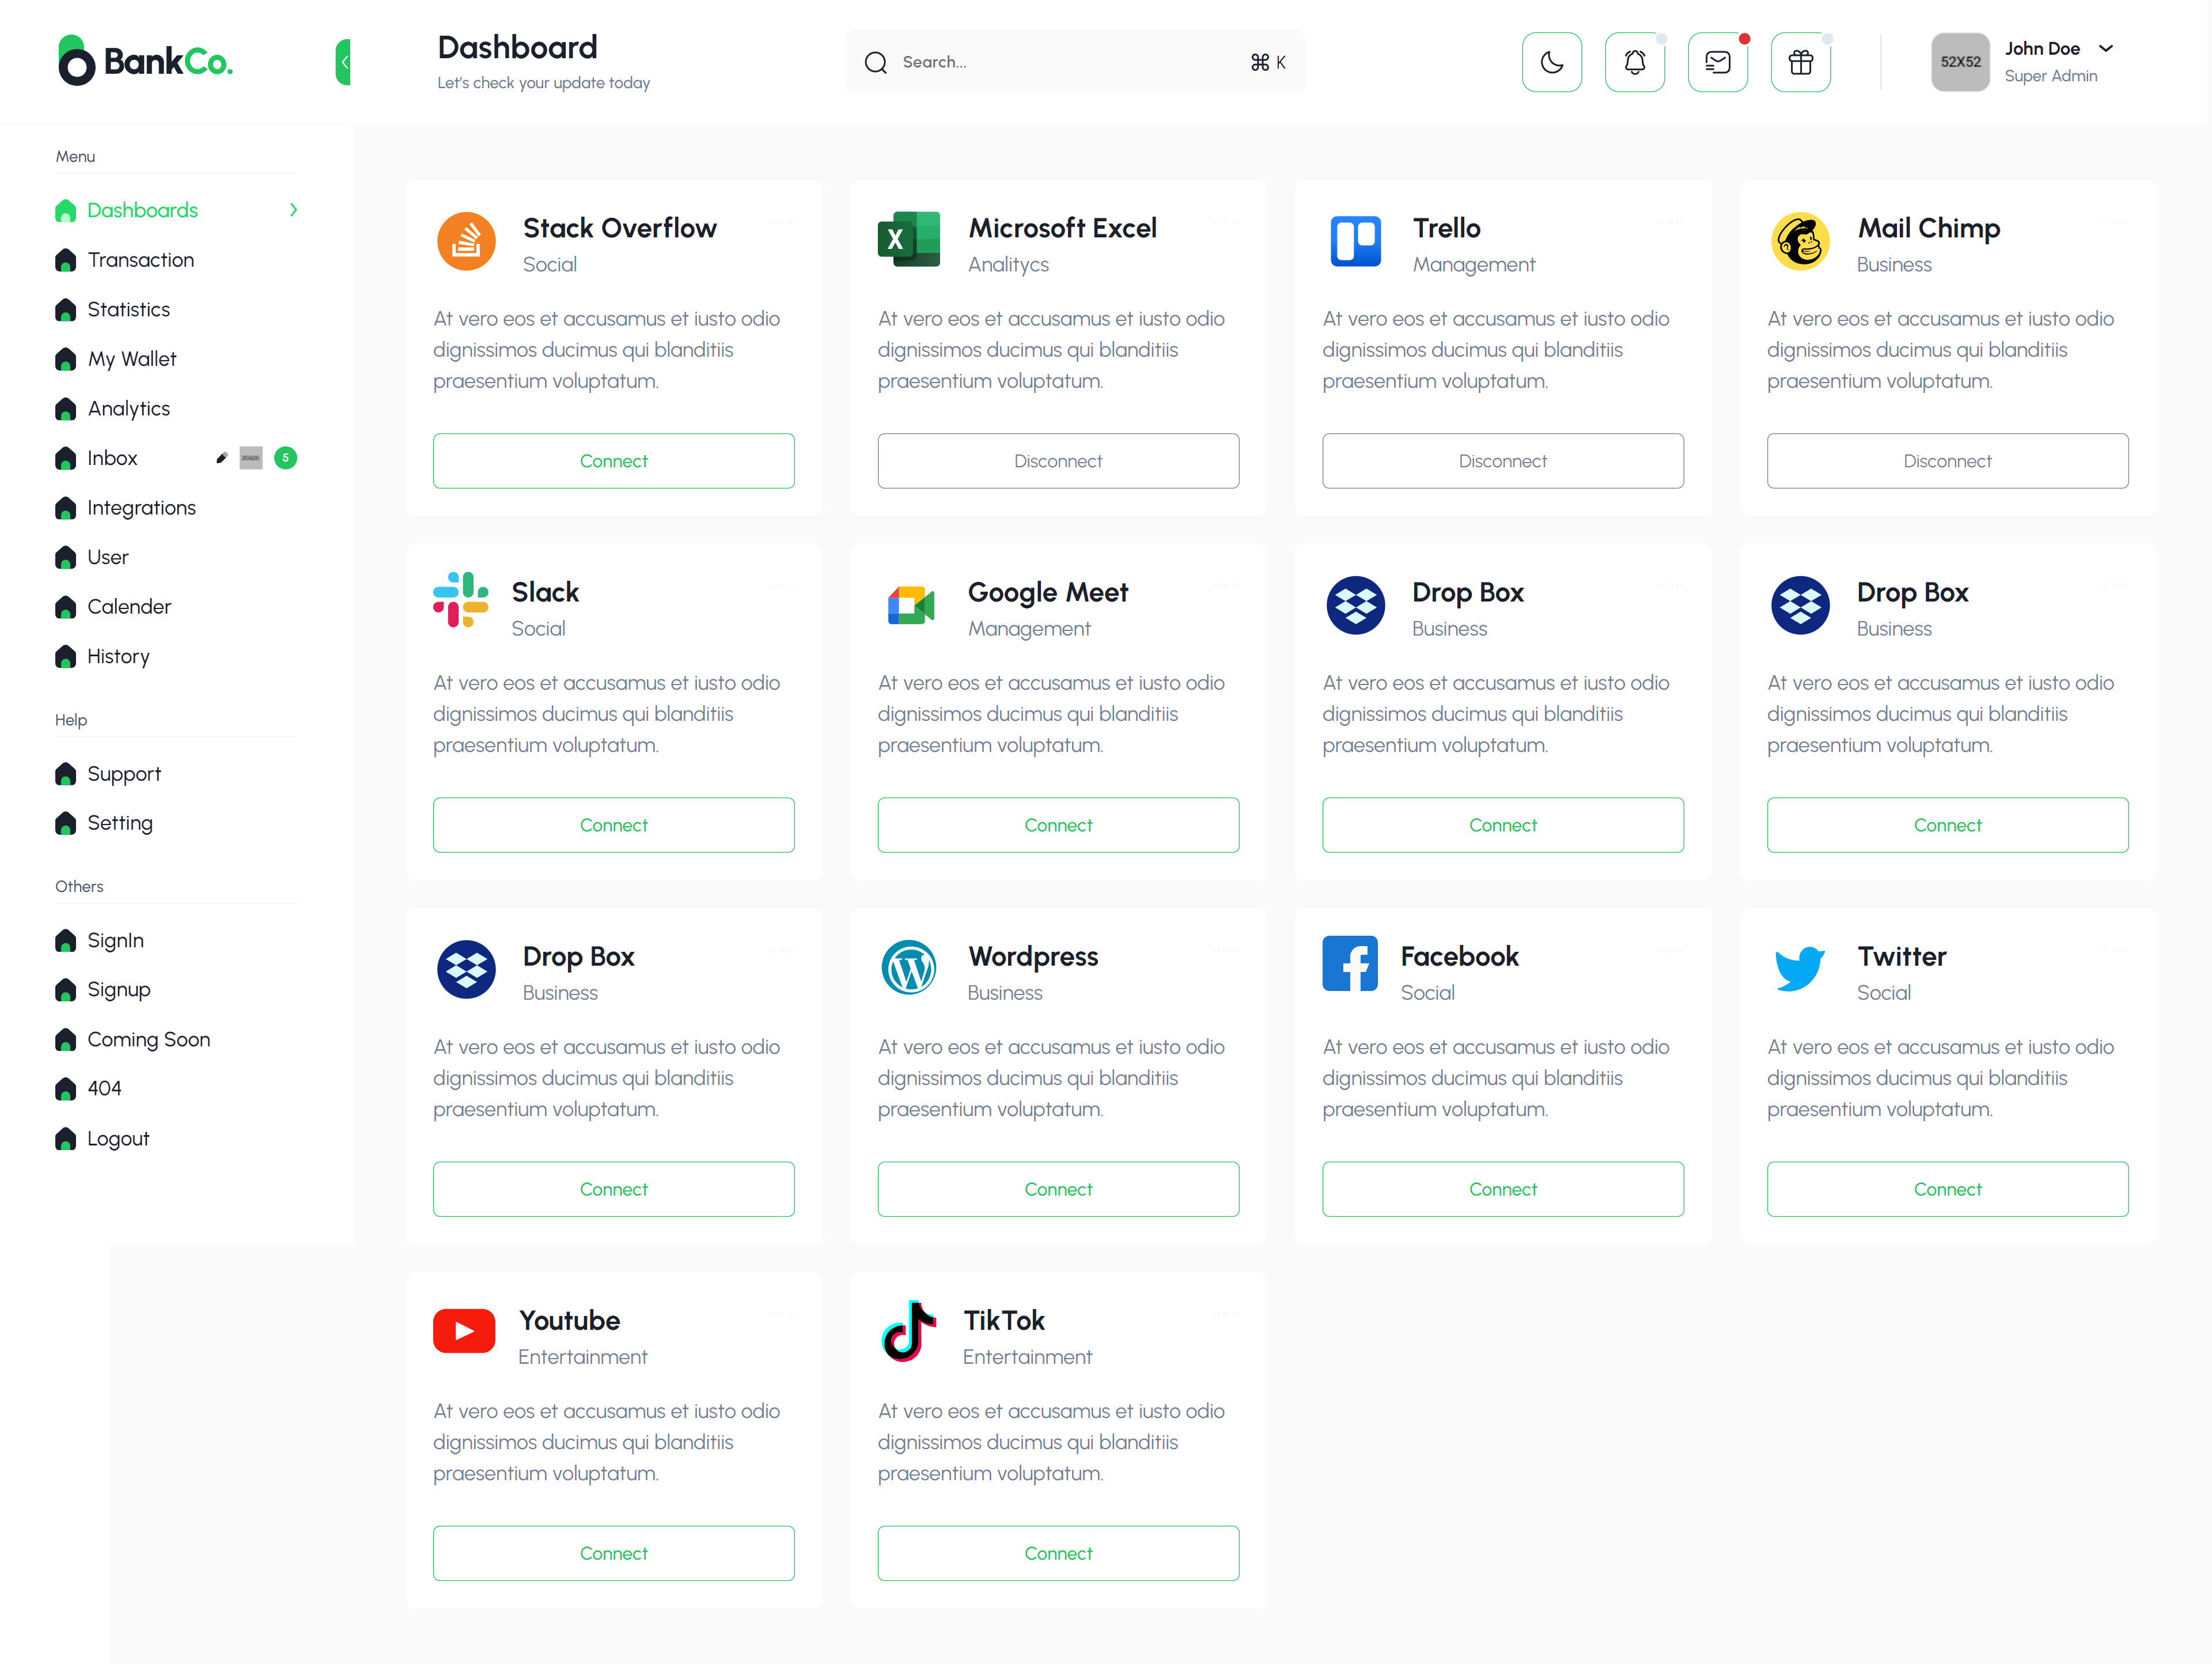 BankCo.
Dashboard
Let's check your update today
Search...
⌘ K
52X52
John Doe
Super Admin
Menu
Dashboards
Transaction
Statistics
My Wallet
Analytics
Inbox
5
Integrations
User
Calender
History
Help
Support
Setting
Others
SignIn
Signup
Coming Soon
404
Logout
Stack Overflow
Social
At vero eos et accusamus et iusto odio
dignissimos ducimus qui blanditiis
praesentium voluptatum.
Connect
Microsoft Excel
Analitycs
At vero eos et accusamus et iusto odio
dignissimos ducimus qui blanditiis
praesentium voluptatum.
Disconnect
Trello
Management
At vero eos et accusamus et iusto odio
dignissimos ducimus qui blanditiis
praesentium voluptatum.
Disconnect
Mail Chimp
Business
At vero eos et accusamus et iusto odio
dignissimos ducimus qui blanditiis
praesentium voluptatum.
Disconnect
Slack
Social
At vero eos et accusamus et iusto odio
dignissimos ducimus qui blanditiis
praesentium voluptatum.
Connect
Google Meet
Management
At vero eos et accusamus et iusto odio
dignissimos ducimus qui blanditiis
praesentium voluptatum.
Connect
Drop Box
Business
At vero eos et accusamus et iusto odio
dignissimos ducimus qui blanditiis
praesentium voluptatum.
Connect
Drop Box
Business
At vero eos et accusamus et iusto odio
dignissimos ducimus qui blanditiis
praesentium voluptatum.
Connect
Drop Box
Business
At vero eos et accusamus et iusto odio
dignissimos ducimus qui blanditiis
praesentium voluptatum.
Connect
Wordpress
Business
At vero eos et accusamus et iusto odio
dignissimos ducimus qui blanditiis
praesentium voluptatum.
Connect
Facebook
Social
At vero eos et accusamus et iusto odio
dignissimos ducimus qui blanditiis
praesentium voluptatum.
Connect
Twitter
Social
At vero eos et accusamus et iusto odio
dignissimos ducimus qui blanditiis
praesentium voluptatum.
Connect
Youtube
Entertainment
At vero eos et accusamus et iusto odio
dignissimos ducimus qui blanditiis
praesentium voluptatum.
Connect
TikTok
Entertainment
At vero eos et accusamus et iusto odio
dignissimos ducimus qui blanditiis
praesentium voluptatum.
Connect